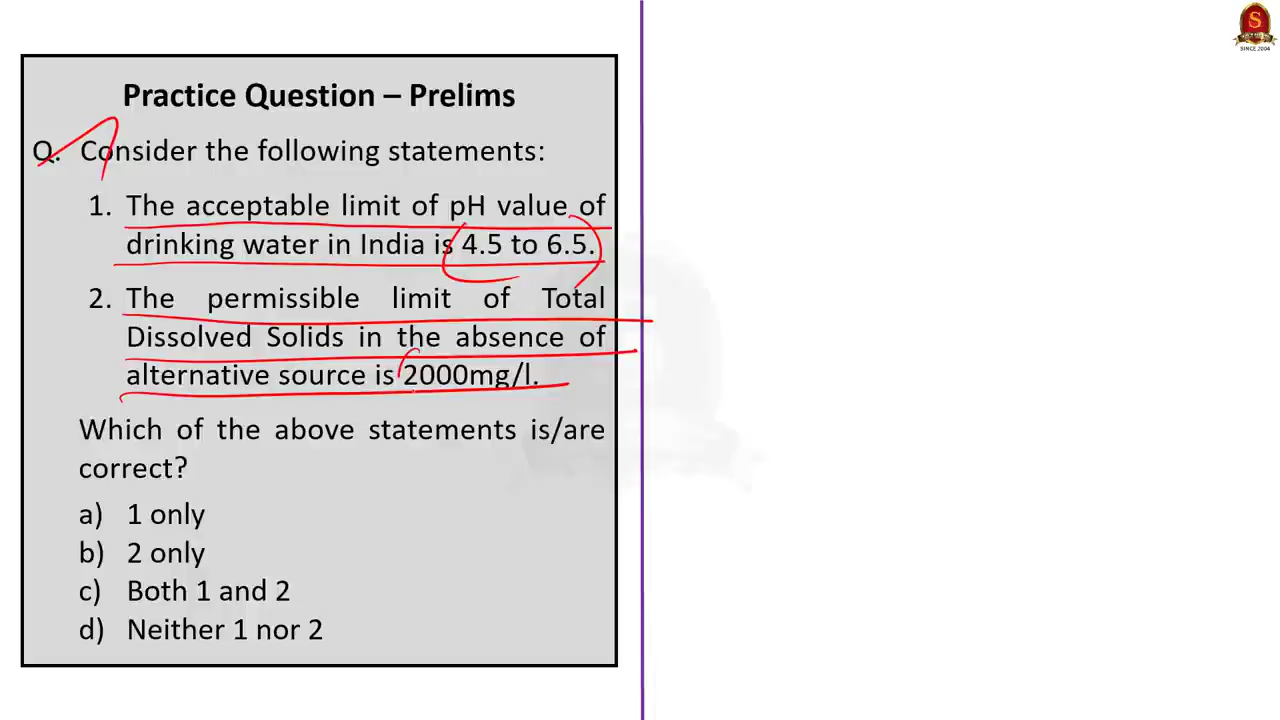 S
SINCE 2004
Practice Question – Prelims
Q. Consider the following statements:
1. The acceptable limit of pH value of
drinking water in India is 4.5 to 6.5.
2. The permissible limit of Total
Dissolved Solids in the absence of
alternative source is 2000mg/l.
Which of the above statements is/are
correct?
a) 1 only
b) 2 only
c) Both 1 and 2
d) Neither 1 nor 2